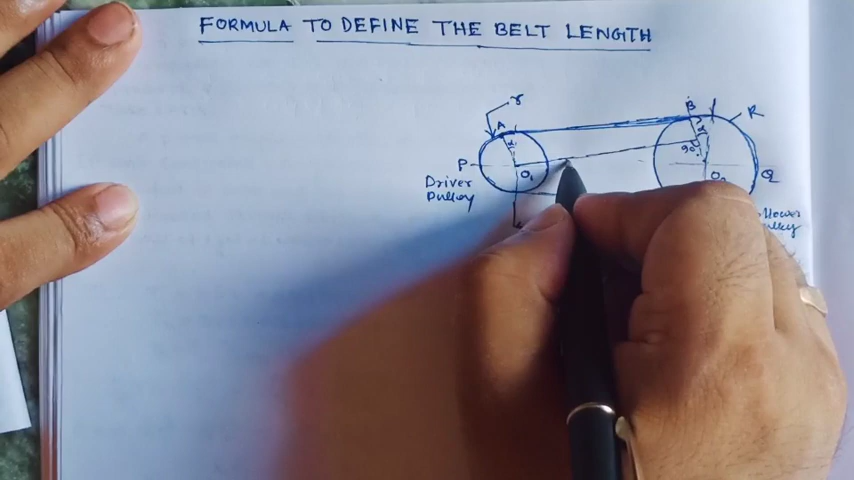 FORMULA TO DEFINE THE BELT LENGTH
r
A
B
R
α
α
90°
P
O₁
O₂
Q
Driver
Pulley